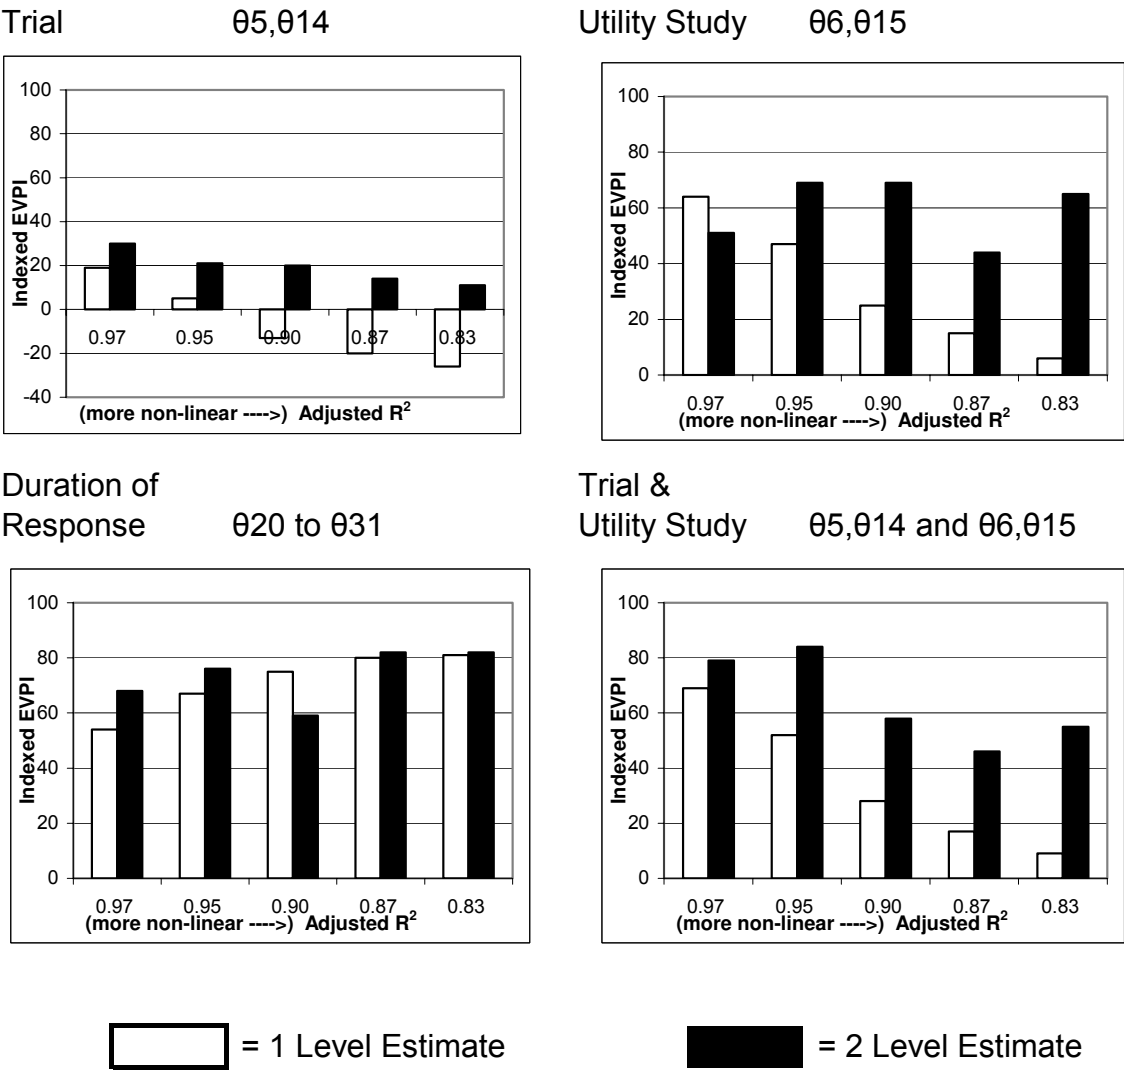 Trial θ5,θ14
100
80
60
40
20
0
-20
-40
Indexed EVPI
0.97 0.95 0.90 0.87 0.83
(more non-linear ---->) Adjusted R²
Utility Study θ6,θ15
100
80
60
40
20
0
Indexed EVPI
0.97 0.95 0.90 0.87 0.83
(more non-linear ---->) Adjusted R²
Duration of
Response θ20 to θ31
100
80
60
40
20
0
Indexed EVPI
0.97 0.95 0.90 0.87 0.83
(more non-linear ---->) Adjusted R²
Trial &
Utility Study θ5,θ14 and θ6,θ15
100
80
60
40
20
0
Indexed EVPI
0.97 0.95 0.90 0.87 0.83
(more non-linear ---->) Adjusted R²
= 1 Level Estimate
= 2 Level Estimate